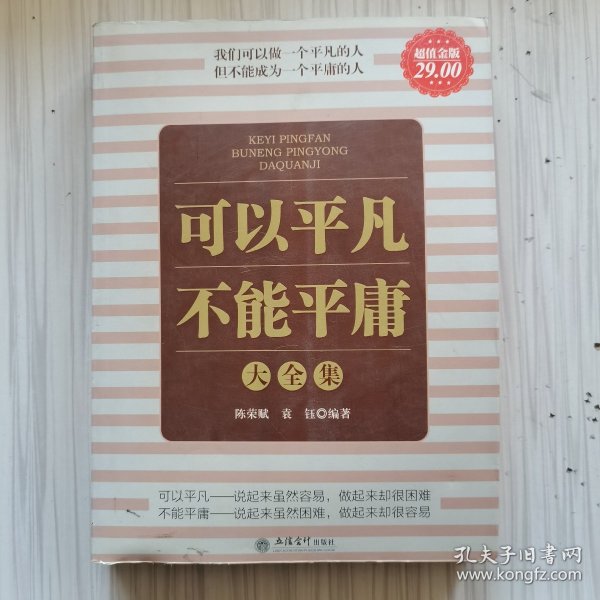 我们可以做一个平凡的人
但不能成为一个平庸的人
超值金版
29.00
KEYI PINGFAN
BUNENG PINGYONG
DAQUANJI
可以平凡
不能平庸
大全集
陈荣赋 袁 钰◎编著
可以平凡——说起来虽然容易，做起来却很困难
不能平庸——说起来虽然困难，做起来却很容易
立信会计出版社
孔夫子旧书网
www.kongfz.com